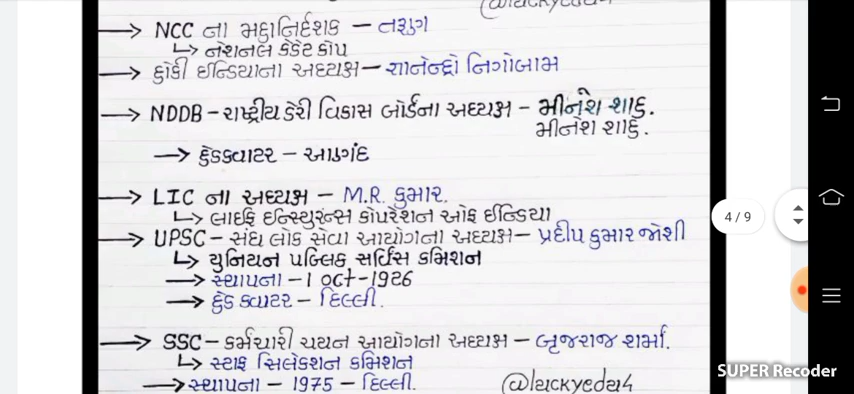 @luckyedu4
→ NCC ના મહાનિર્દેશક – તરૂણ
↳ નેશનલ કેડેટ કોપ
→ હોકી ઈન્ડિયાના અધ્યક્ષ – જ્ઞાનેન્દ્રો નિગોબામ
→ NDDB – રાષ્ટ્રીય ડેરી વિકાસ બોર્ડના અધ્યક્ષ – મીનેશ શાહ.
મીનેશ શાહ.
→ હેડક્વાટર – આણંદ
→ LIC ના અધ્યક્ષ – M.R. કુમાર.
↳ લાઇફ ઈન્સ્યુરન્સ કોપરેશન ઓફ ઈન્ડિયા
→ UPSC – સંઘ લોક સેવા આયોગના અધ્યક્ષ – પ્રદીપ કુમાર જોશી
↳ યુનિયન પબ્લિક સર્વિસ કમિશન
→ સ્થાપના – 1 oct-1926
→ હેડ ક્વાટર – દિલ્લી.
→ SSC – કર્મચારી ચયન આયોગના અધ્યક્ષ – બૃજરાજ શર્મા.
↳ સ્ટાફ સિલેકશન કમિશન
→ સ્થાપના – 1975 – દિલ્લી.
@luckyedu4
4 / 9
SUPER Recoder